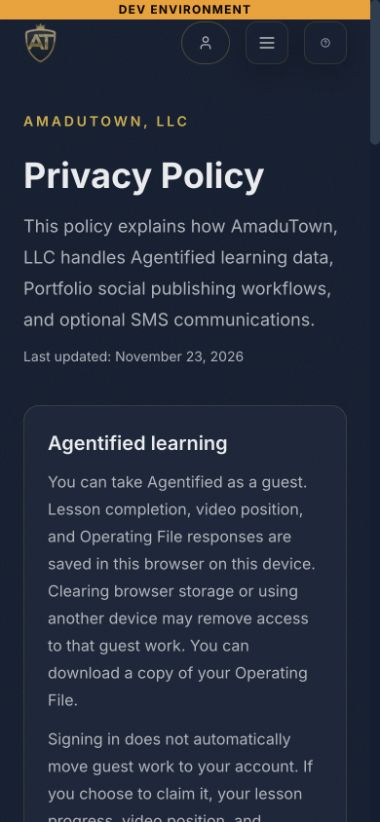 DEV ENVIRONMENT
AT
AMADUTOWN, LLC
Privacy Policy
This policy explains how AmaduTown,
LLC handles Agentified learning data,
Portfolio social publishing workflows,
and optional SMS communications.
Last updated: November 23, 2026
Agentified learning
You can take Agentified as a guest.
Lesson completion, video position,
and Operating File responses are
saved in this browser on this device.
Clearing browser storage or using
another device may remove access
to that guest work. You can
download a copy of your Operating
File.
Signing in does not automatically
move guest work to your account. If
you choose to claim it, your lesson
progress, video position, and